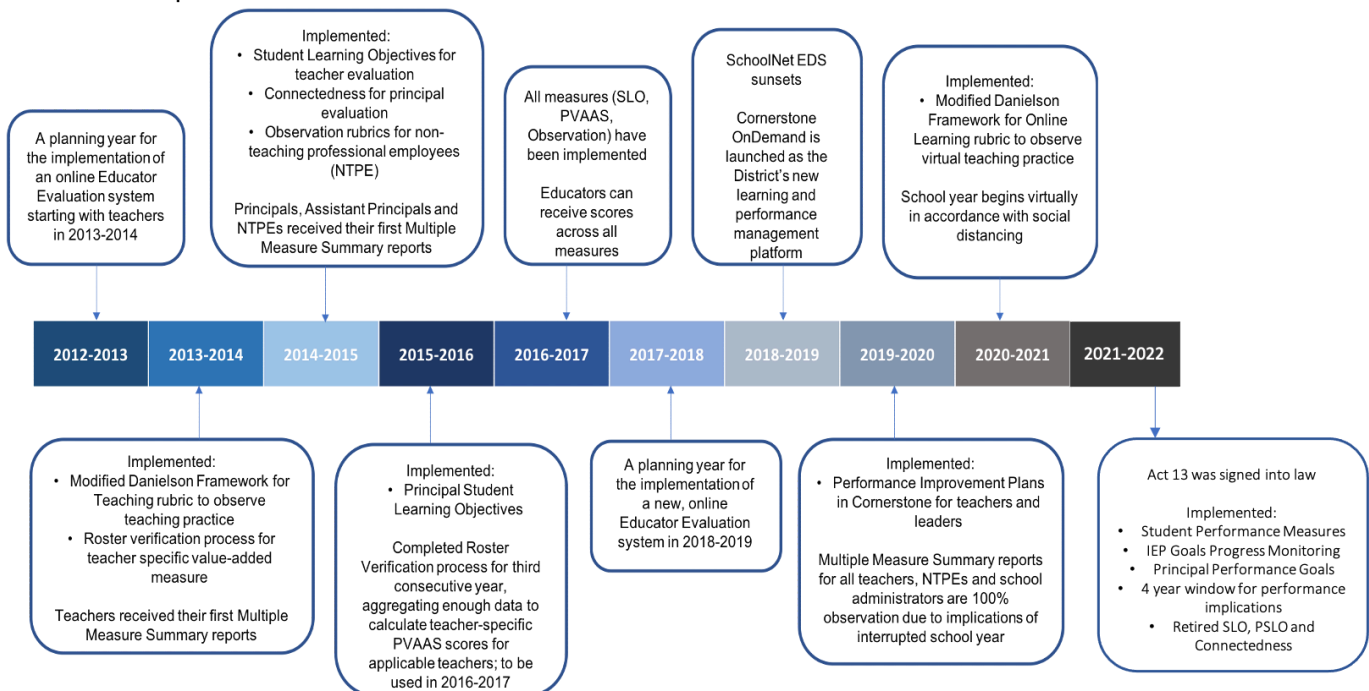 A planning year for
the implementation of
an online Educator
Evaluation system
starting with teachers
in 2013-2014
Implemented:
• Student Learning Objectives for
teacher evaluation
• Connectedness for principal
evaluation
• Observation rubrics for non-
teaching professional employees
(NTPE)
Principals, Assistant Principals and
NTPEs received their first Multiple
Measure Summary reports
All measures (SLO,
PVAAS,
Observation) have
been implemented
Educators can
receive scores
across all
measures
SchoolNet EDS
sunsets
Cornerstone
OnDemand is
launched as the
District's new
learning and
performance
management
platform
Implemented:
• Modified Danielson
Framework for Online
Learning rubric to observe
virtual teaching practice
School year begins virtually
in accordance with social
distancing
2012-2013
2013-2014
2014-2015
2015-2016
2016-2017
2017-2018
2018-2019
2019-2020
2020-2021
2021-2022
Implemented:
• Modified Danielson Framework for
Teaching rubric to observe
teaching practice
• Roster verification process for
teacher specific value-added
measure
Teachers received their first Multiple
Measure Summary reports
Implemented:
• Principal Student
Learning Objectives
Completed Roster
Verification process for third
consecutive year,
aggregating enough data to
calculate teacher-specific
PVAAS scores for
applicable teachers; to be
used in 2016-2017
A planning year for
the implementation of
a new, online
Educator Evaluation
system in 2018-2019
Implemented:
• Performance Improvement Plans
in Cornerstone for teachers and
leaders
Multiple Measure Summary reports
for all teachers, NTPEs and school
administrators are 100%
observation due to implications of
interrupted school year
Act 13 was signed into law
Implemented:
• Student Performance Measures
• IEP Goals Progress Monitoring
• Principal Performance Goals
• 4 year window for performance
implications
• Retired SLO, PSLO and
Connectedness